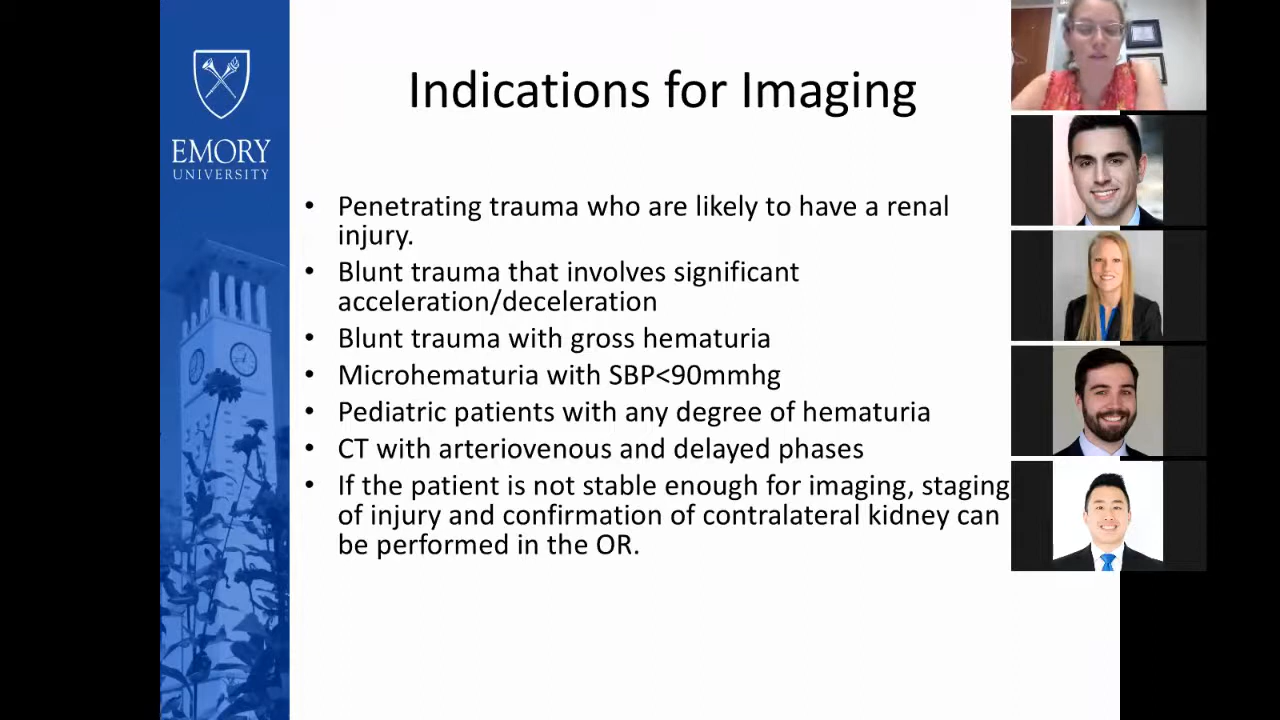 EMORY
UNIVERSITY
Indications for Imaging
• Penetrating trauma who are likely to have a renal
injury.
• Blunt trauma that involves significant
acceleration/deceleration
• Blunt trauma with gross hematuria
• Microhematuria with SBP<90mmhg
• Pediatric patients with any degree of hematuria
• CT with arteriovenous and delayed phases
• If the patient is not stable enough for imaging, staging
of injury and confirmation of contralateral kidney can
be performed in the OR.